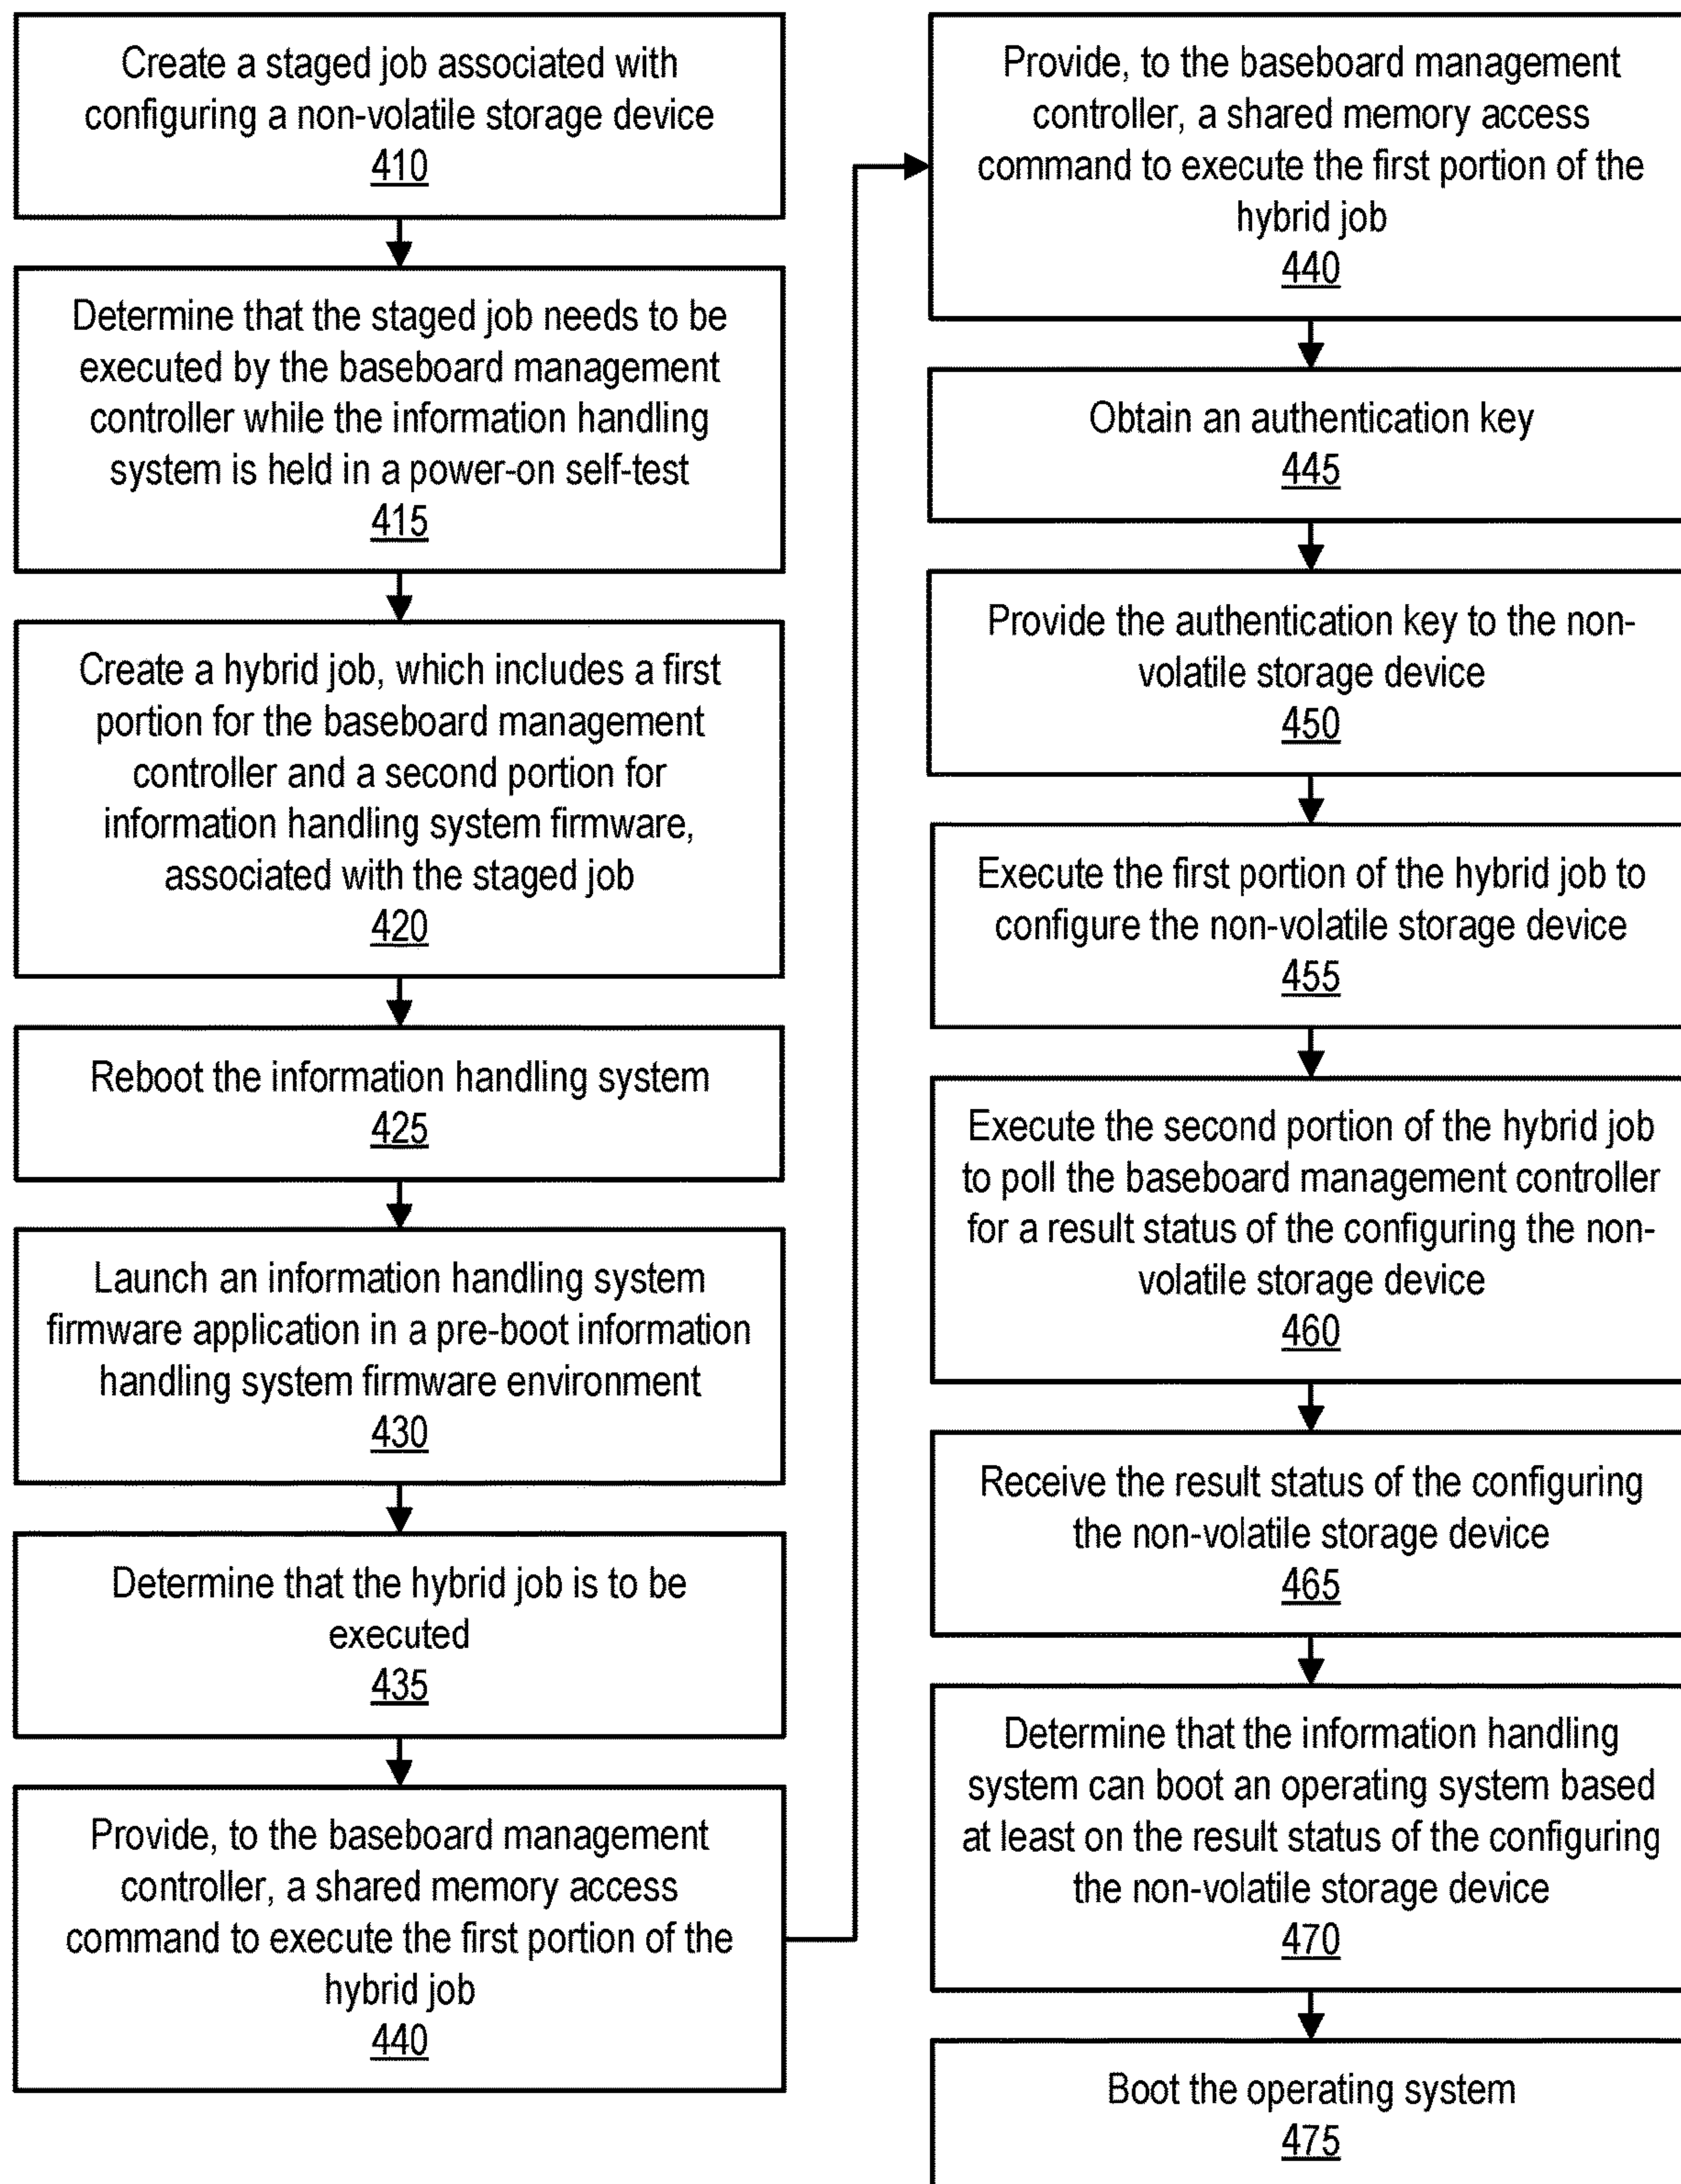 Create a staged job associated with
configuring a non-volatile storage device
410
Determine that the staged job needs to be
executed by the baseboard management
controller while the information handling
system is held in a power-on self-test
415
Create a hybrid job, which includes a first
portion for the baseboard management
controller and a second portion for
information handling system firmware,
associated with the staged job
420
Reboot the information handling system
425
Launch an information handling system
firmware application in a pre-boot information
handling system firmware environment
430
Determine that the hybrid job is to be
executed
435
Provide, to the baseboard management
controller, a shared memory access
command to execute the first portion of the
hybrid job
440
Provide, to the baseboard management
controller, a shared memory access
command to execute the first portion of the
hybrid job
440
Obtain an authentication key
445
Provide the authentication key to the non-
volatile storage device
450
Execute the first portion of the hybrid job to
configure the non-volatile storage device
455
Execute the second portion of the hybrid job
to poll the baseboard management controller
for a result status of the configuring the non-
volatile storage device
460
Receive the result status of the configuring
the non-volatile storage device
465
Determine that the information handling
system can boot an operating system based
at least on the result status of the configuring
the non-volatile storage device
470
Boot the operating system
475